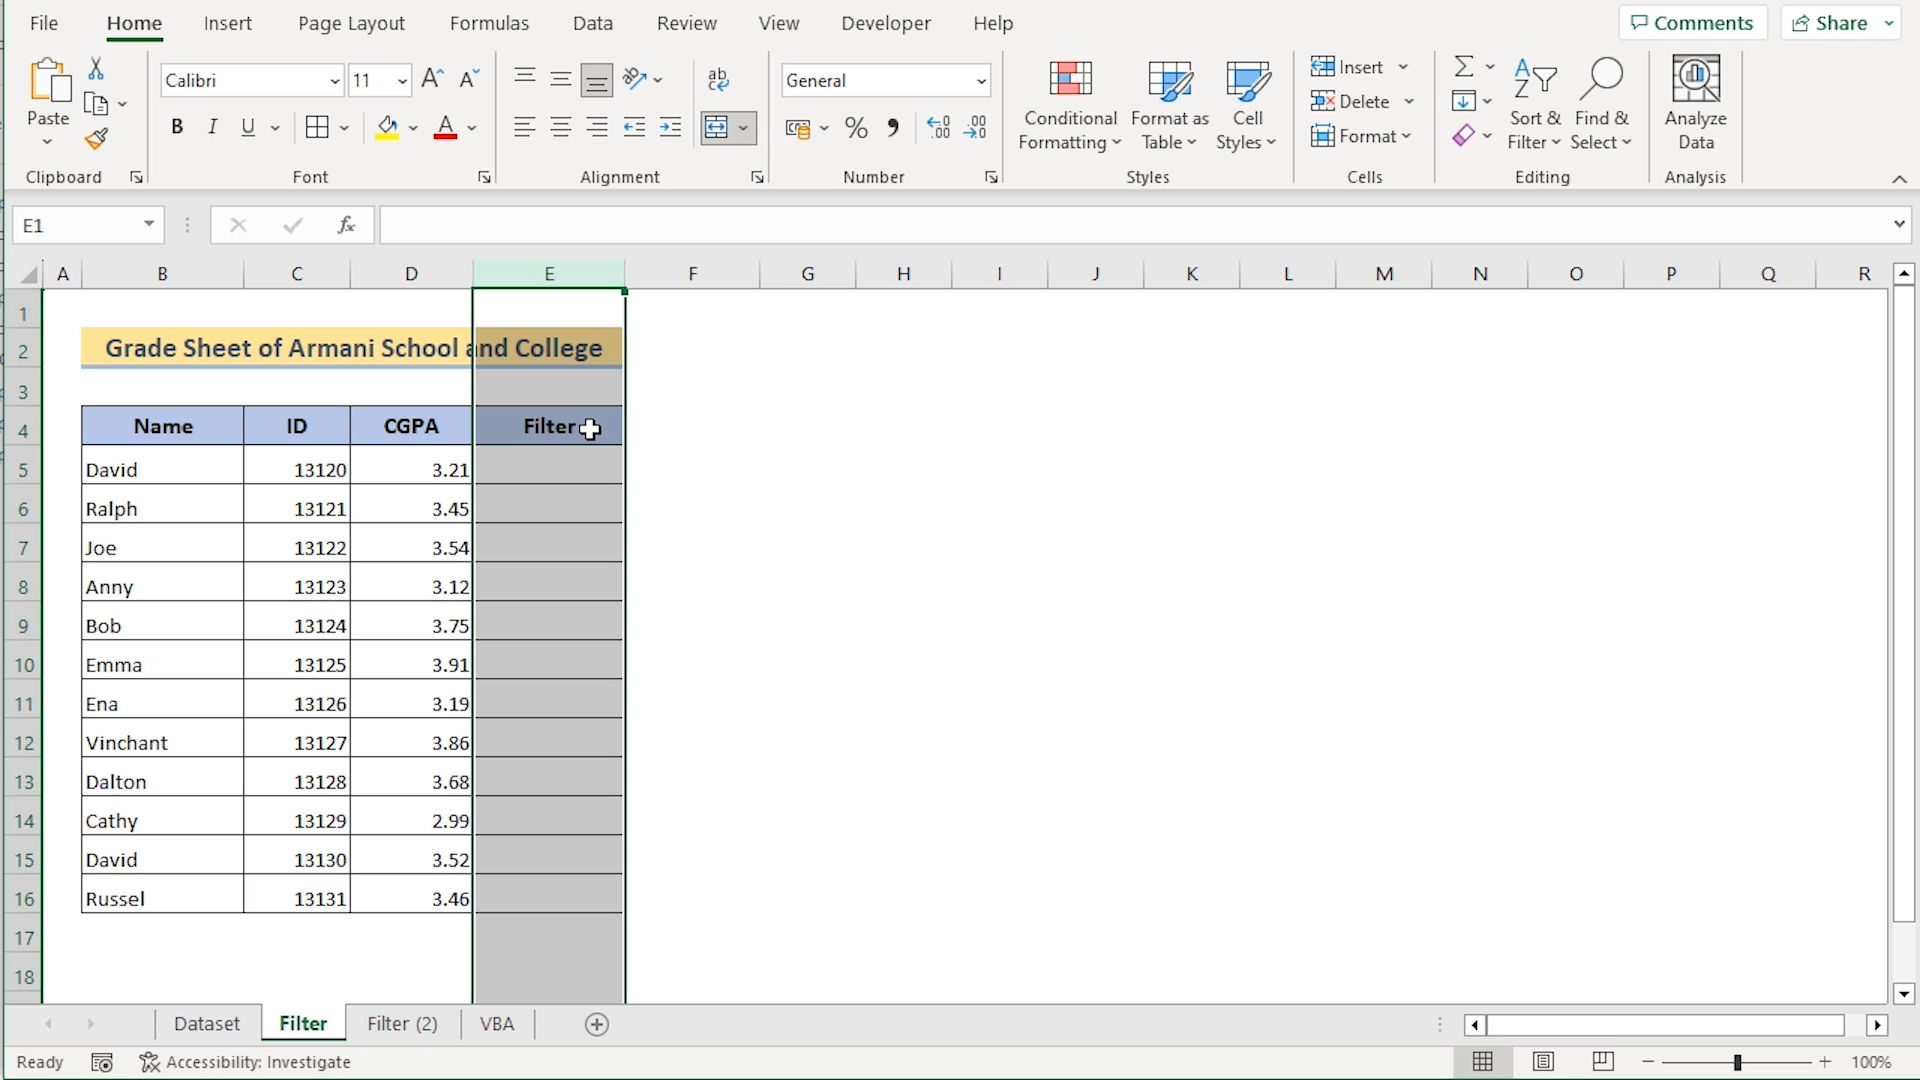 File Home Insert Page Layout Formulas Data Review View Developer Help Comments Share
Paste
Calibri 11 A A
B I U A
ab
General
% 9 .00
Conditional Formatting
Format as Table
Cell Styles
Insert
Delete
Format
Sort & Filter
Find & Select
Analyze Data
Clipboard Font Alignment Number Styles Cells Editing Analysis
E1 fx
A B C D E F G H I J K L M N O P Q R
1
2 Grade Sheet of Armani School and College
3
4 Name ID CGPA Filter
5 David 13120 3.21
6 Ralph 13121 3.45
7 Joe 13122 3.54
8 Anny 13123 3.12
9 Bob 13124 3.75
10 Emma 13125 3.91
11 Ena 13126 3.19
12 Vinchant 13127 3.86
13 Dalton 13128 3.68
14 Cathy 13129 2.99
15 David 13130 3.52
16 Russel 13131 3.46
17
18
Dataset Filter Filter (2) VBA
Ready Accessibility: Investigate 100%